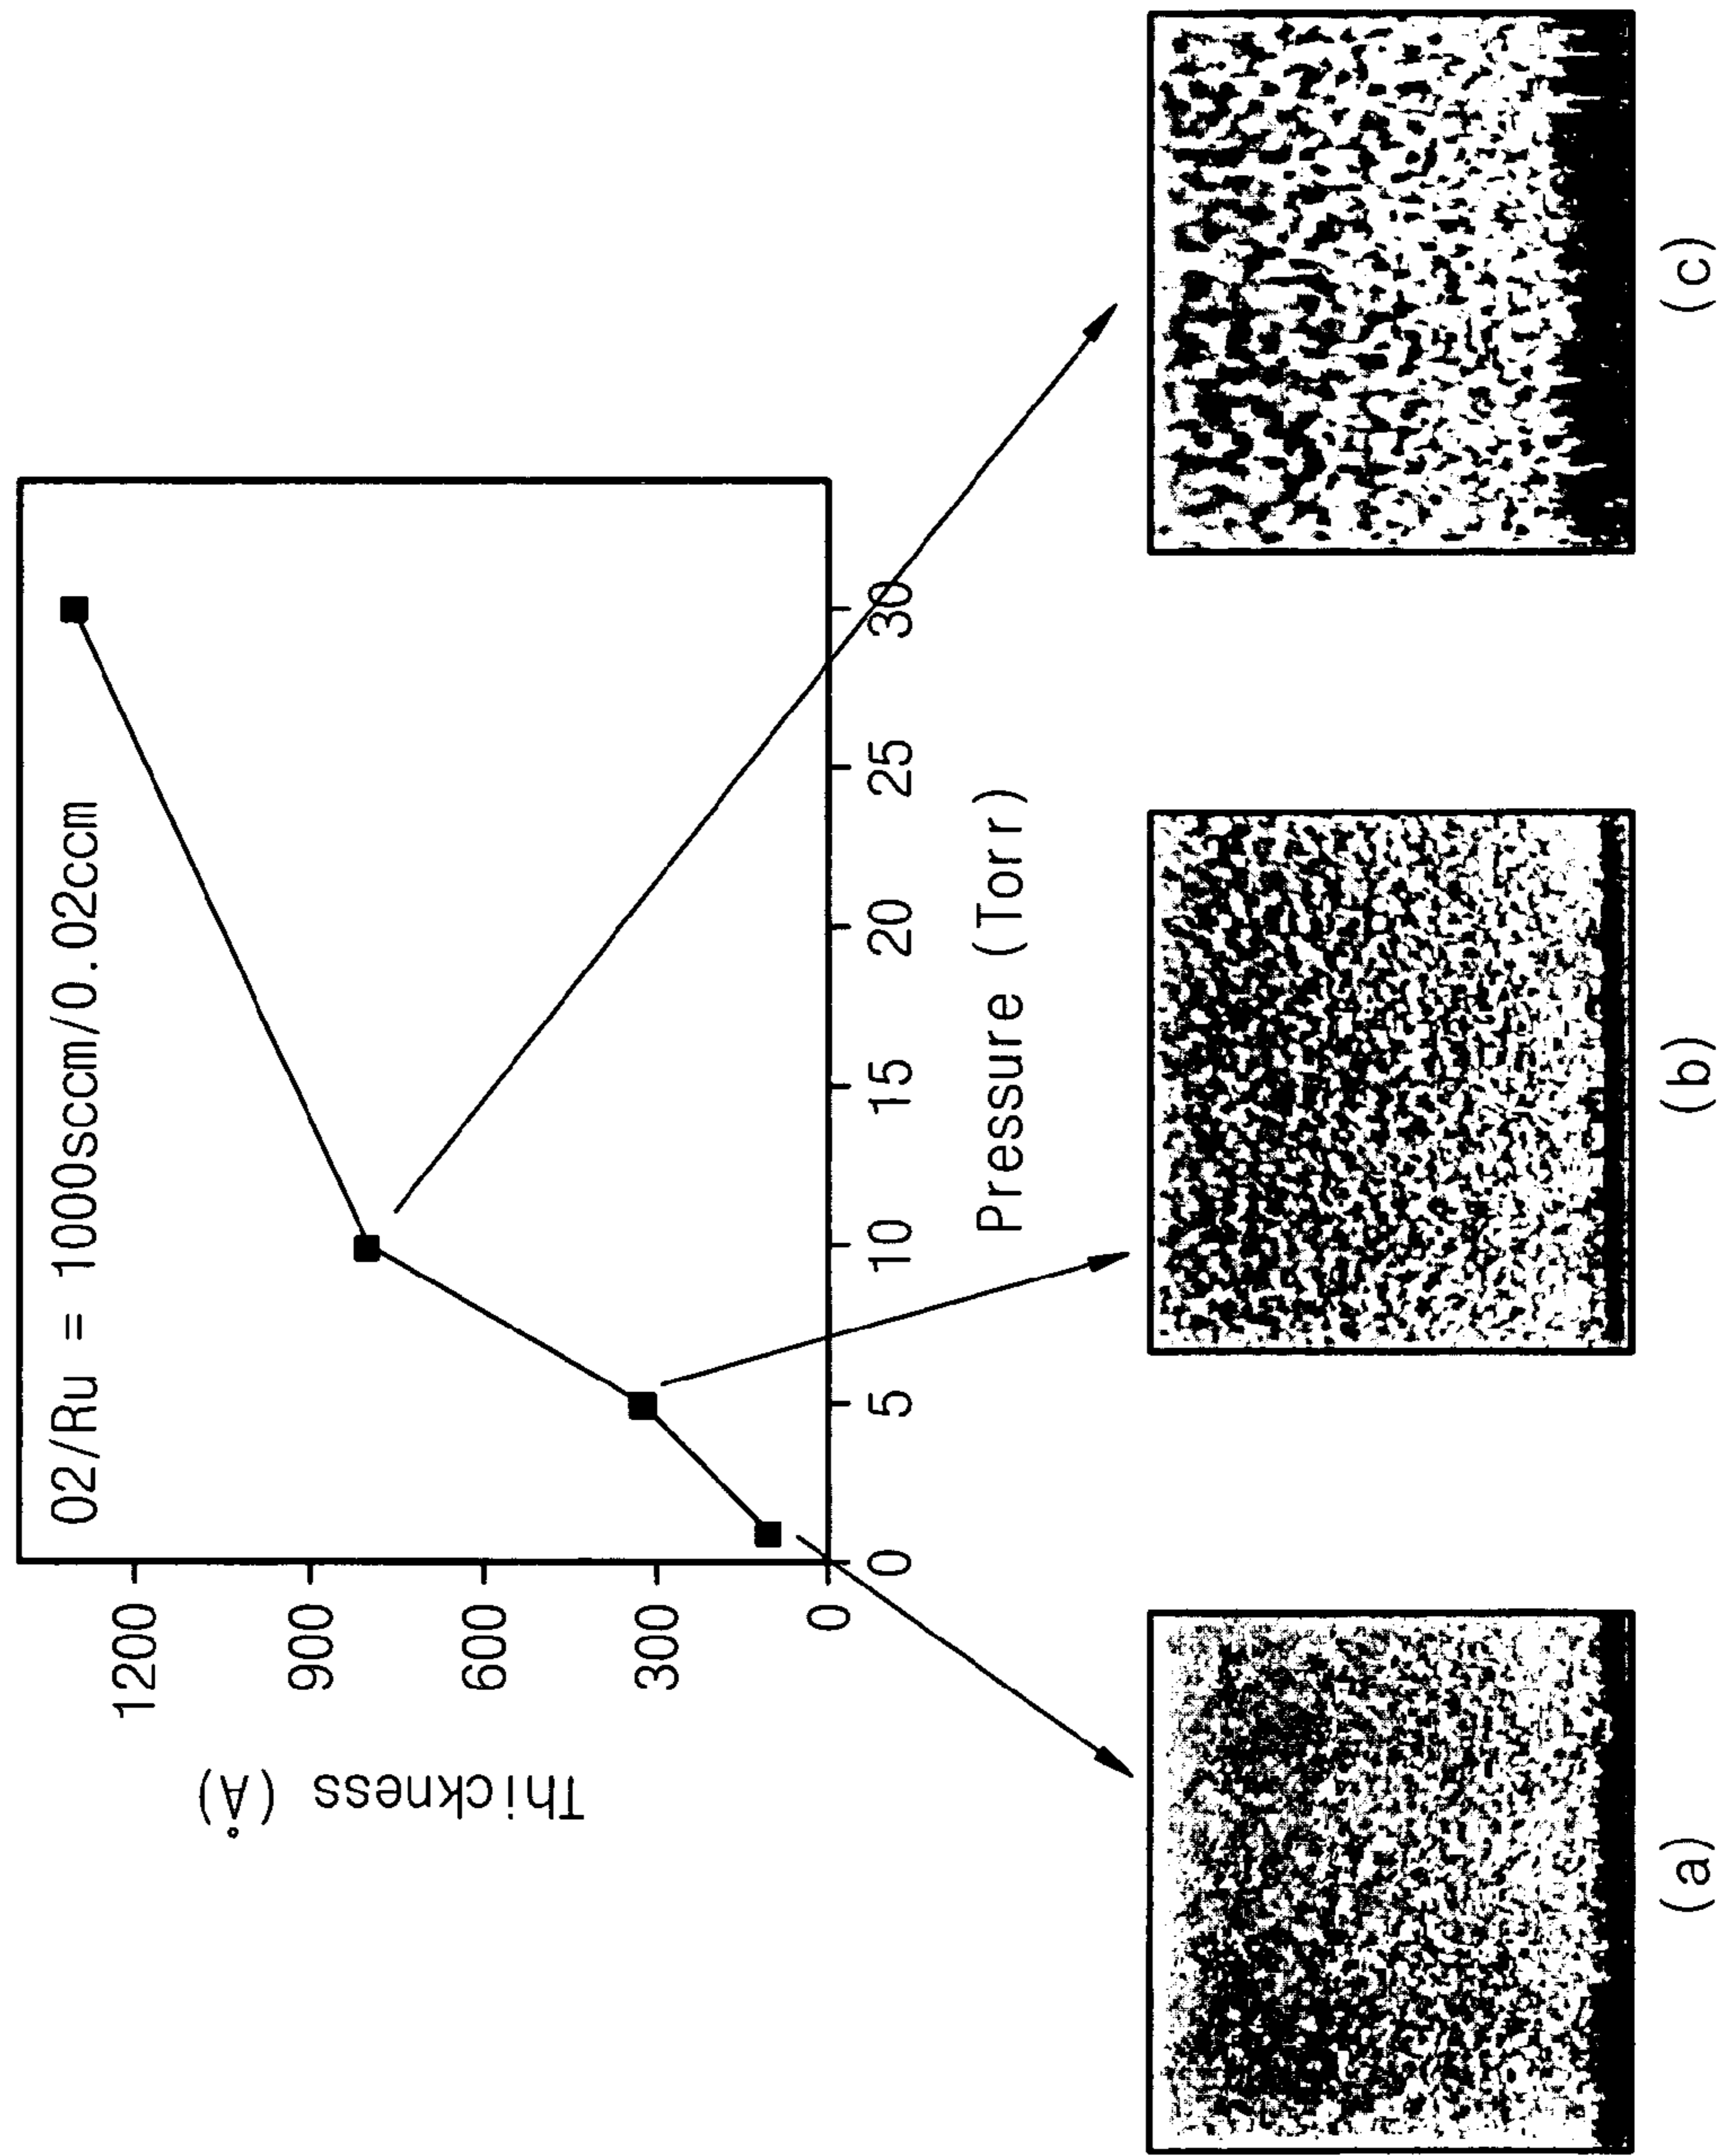 O2/Ru = 1000sccm/0.02ccm
Thickness (Å)
1200
900
600
300
0
0 5 10 15 20 25 30
Pressure (Torr)
(a) (b) (c)